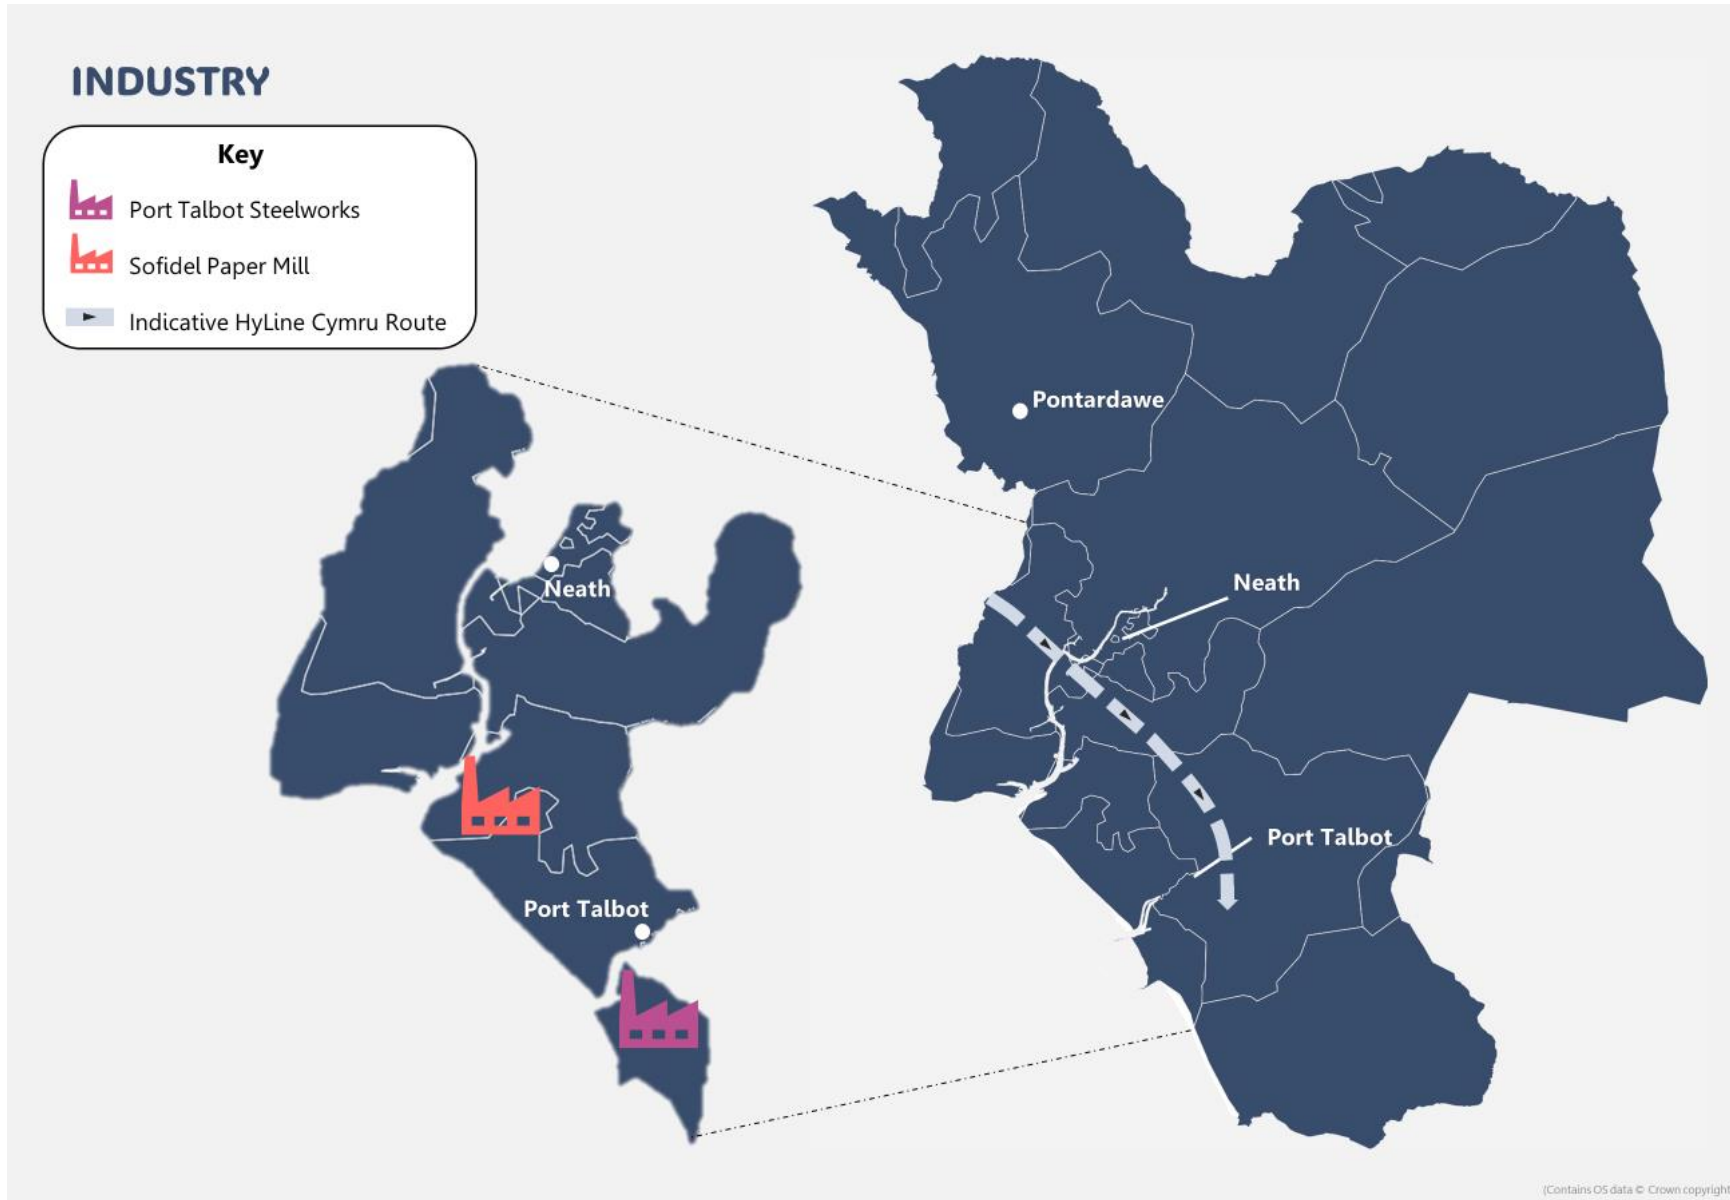 INDUSTRY
Key
Port Talbot Steelworks
Sofidel Paper Mill
Indicative HyLine Cymru Route
Pontardawe
Neath
Neath
Port Talbot
Port Talbot
(Contains OS data © Crown copyright